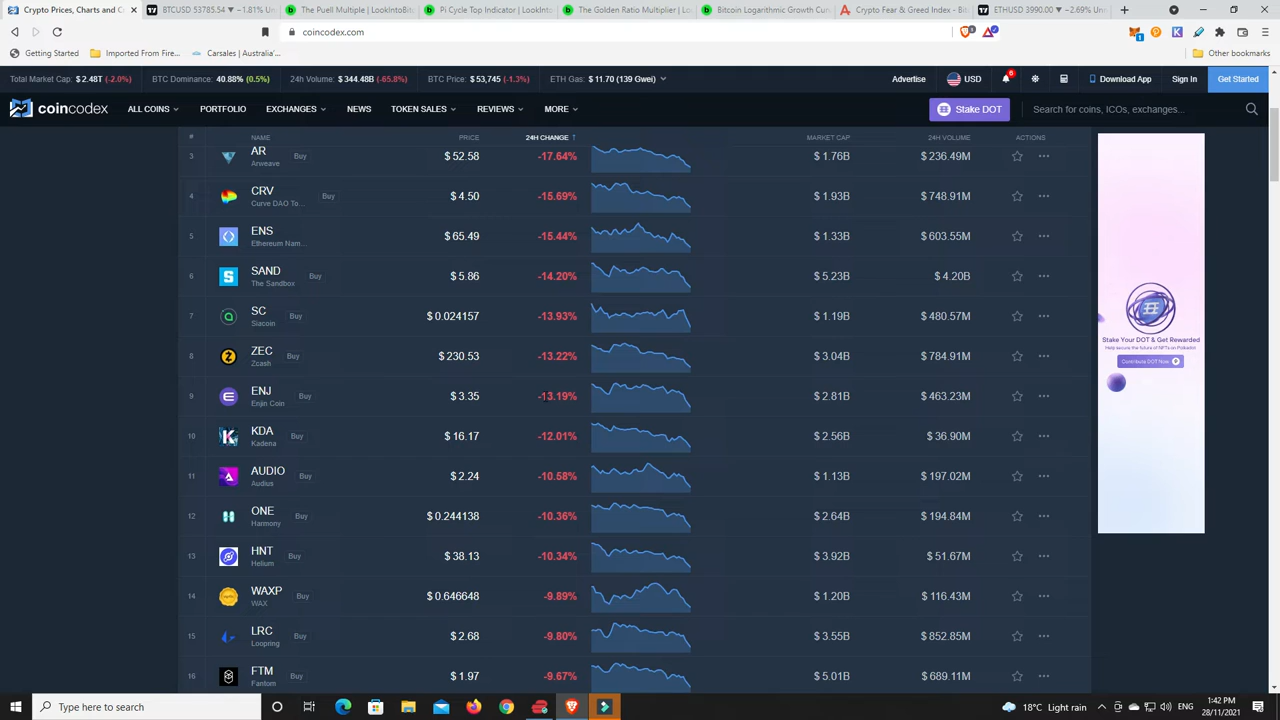 Crypto Prices, Charts and C
BTCUSD 53785.54 ▼ −1.81% Un
The Puell Multiple | LookIntoBit
Pi Cycle Top Indicator | LookInt
The Golden Ratio Multiplier | Lo
Bitcoin Logarithmic Growth Cur
Crypto Fear & Greed Index - Bit
ETHUSD 3990.00 ▼ −2.69% Un
coincodex.com
Getting Started
Imported From Fire...
Carsales | Australia'...
Other bookmarks
Total Market Cap: $ 2.48T (-2.0%)
BTC Dominance: 40.88% (0.5%)
24h Volume: $ 344.48B (-65.8%)
BTC Price: $ 53,745 (-1.3%)
ETH Gas: $ 11.70 (139 Gwei)
Advertise
USD
6
Download App
Sign In
Get Started
coincodex
ALL COINS
PORTFOLIO
EXCHANGES
NEWS
TOKEN SALES
REVIEWS
MORE
Stake DOT
Search for coins, ICOs, exchanges...
# NAME PRICE 24H CHANGE ↑ MARKET CAP 24H VOLUME ACTIONS
3 AR Buy $ 52.58 -17.64% $ 1.76B $ 236.49M
Arweave
4 CRV Buy $ 4.50 -15.69% $ 1.93B $ 748.91M
Curve DAO To...
5 ENS $ 65.49 -15.44% $ 1.33B $ 603.55M
Ethereum Nam...
6 SAND Buy $ 5.86 -14.20% $ 5.23B $ 4.20B
The Sandbox
7 SC Buy $ 0.024157 -13.93% $ 1.19B $ 480.57M
Siacoin
8 ZEC Buy -13.22% $ 3.04B $ 784.91M
Zcash
9 ENJ Buy $ 3.35 -13.19% $ 2.81B $ 463.23M
Enjin Coin
10 KDA Buy $ 16.17 -12.01% $ 2.56B $ 36.90M
Kadena
11 AUDIO Buy $ 2.24 -10.58% $ 1.13B $ 197.02M
Audius
12 ONE Buy $ 0.244138 -10.36% $ 2.64B $ 194.84M
Harmony
13 HNT Buy $ 38.13 -10.34% $ 3.92B $ 51.67M
Helium
14 WAXP Buy $ 0.646648 -9.89% $ 1.20B $ 116.43M
WAX
15 LRC Buy $ 2.68 -9.80% $ 3.55B $ 852.85M
Loopring
16 FTM Buy $ 1.97 -9.67% $ 5.01B $ 689.11M
Fantom
Stake Your DOT & Get Rewarded
Help secure the future of NFTs on Polkadot
Contribute DOT Now
Type here to search
18°C Light rain
ENG
1:42 PM
28/11/2021